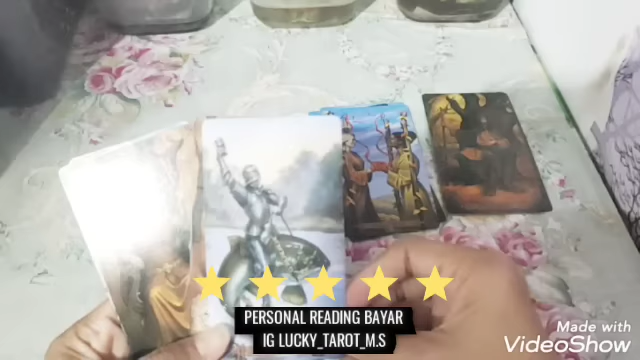 PERSONAL READING BAYAR
IG LUCKY_TAROT_M.S
Made with
VideoShow